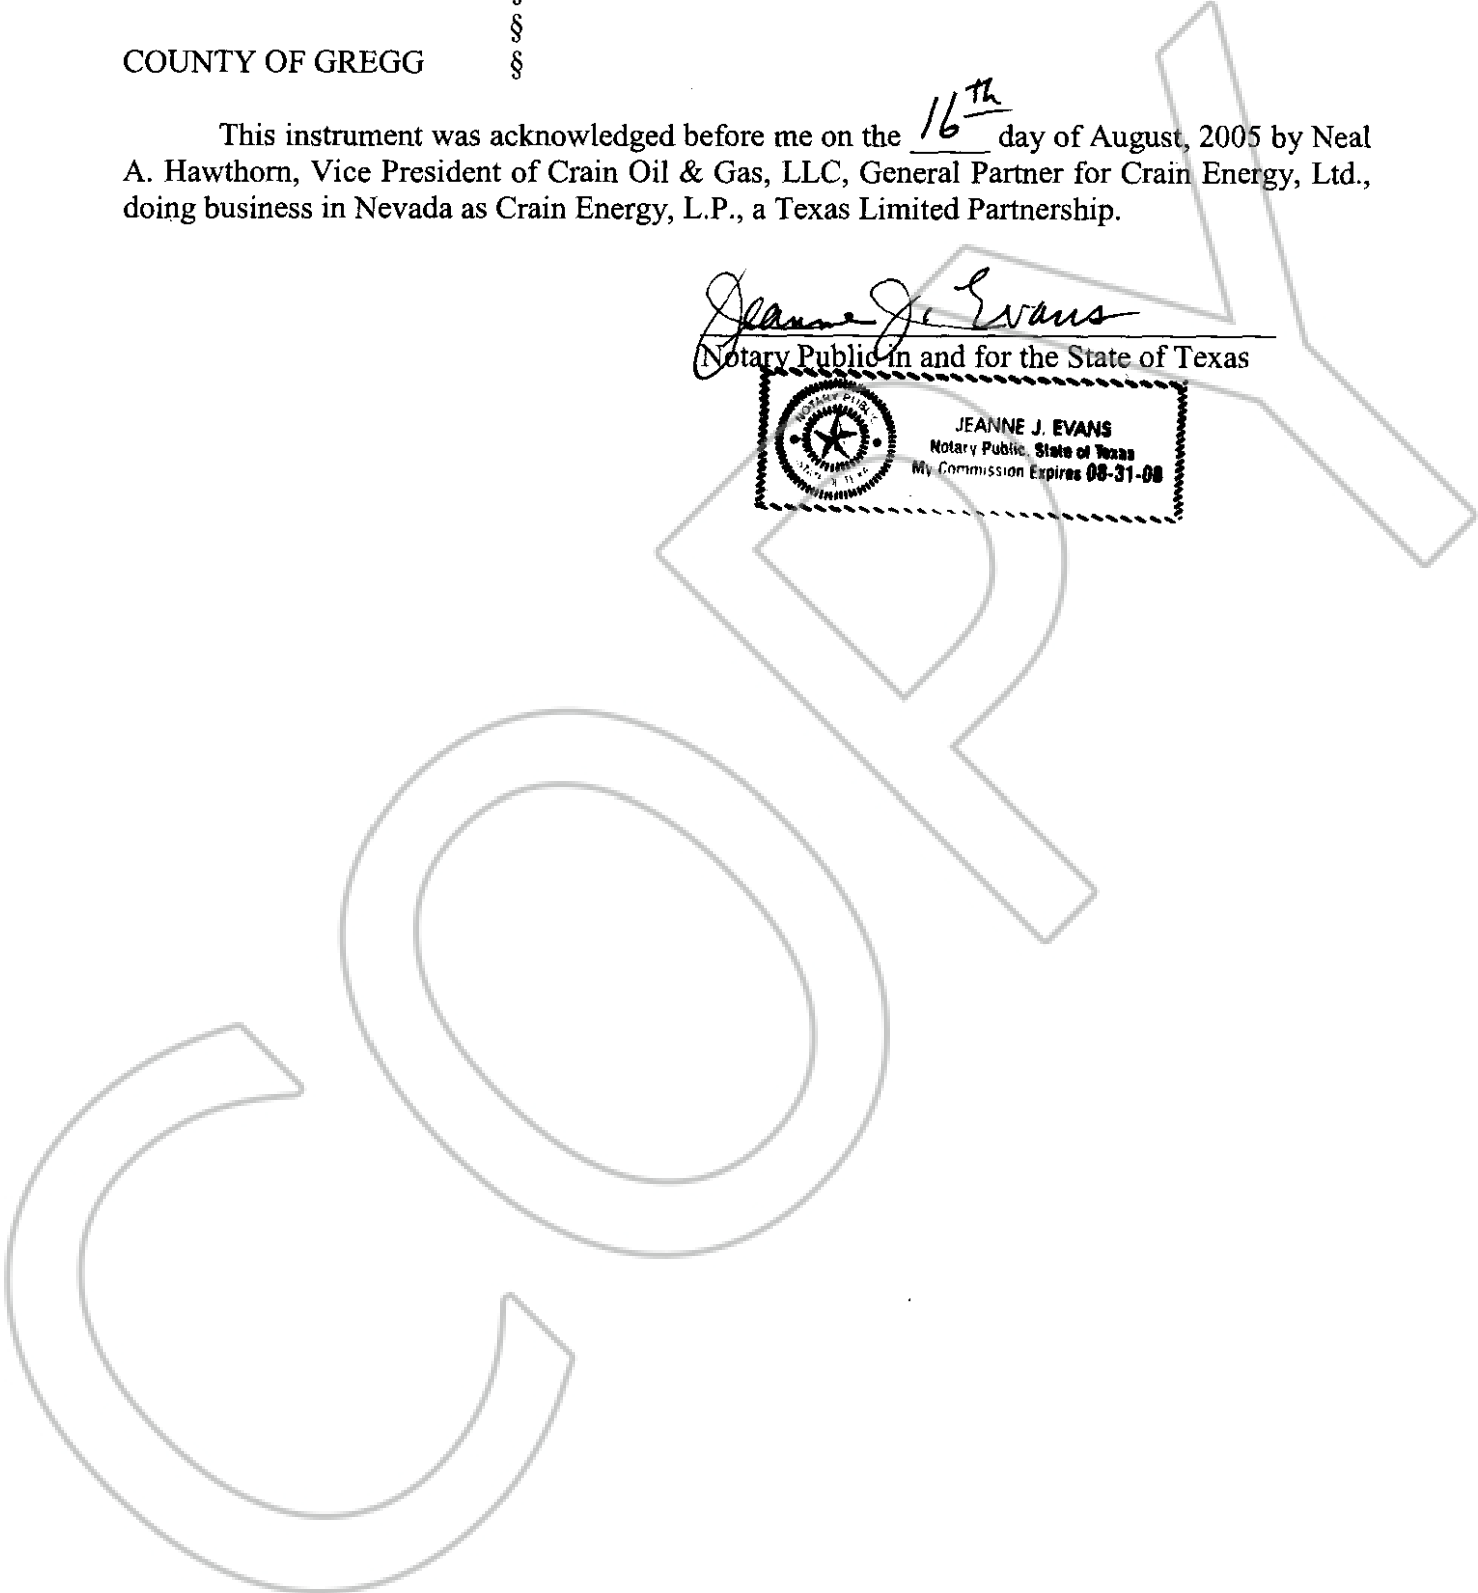 §
§
COUNTY OF GREGG §
This instrument was acknowledged before me on the 16th day of August, 2005 by Neal
A. Hawthorn, Vice President of Crain Oil & Gas, LLC, General Partner for Crain Energy, Ltd.,
doing business in Nevada as Crain Energy, L.P., a Texas Limited Partnership.
Jeanne J. Evans
Notary Public in and for the State of Texas
NOTARY PUBLIC
JEANNE J. EVANS
Notary Public, State of Texas
My Commission Expires 08-31-08
COPY